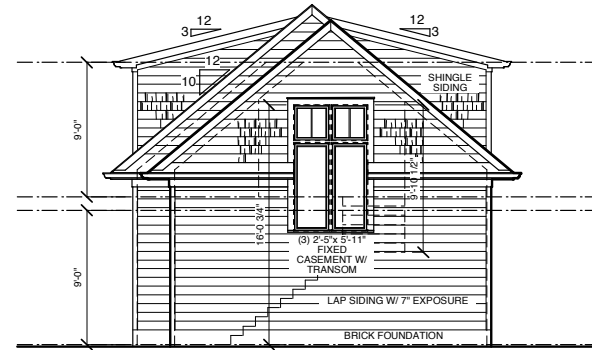 12
3
12
3
12
10
SHINGLE
SIDING
9'-0"
9'-10 1/2"
16'-0 3/4"
(3) 2'-5"x 5'-11"
FIXED
CASEMENT W/
TRANSOM
9'-0"
LAP SIDING W/ 7" EXPOSURE
BRICK FOUNDATION